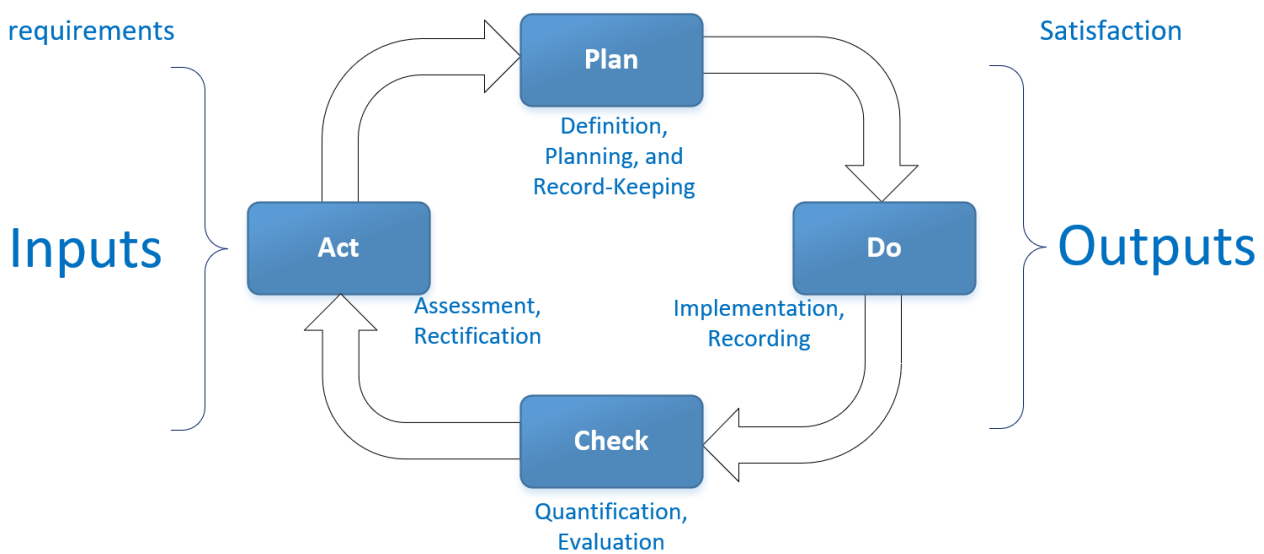 requirements
Satisfaction
Plan
Definition,
Planning, and
Record-Keeping
Inputs
Act
Do
Outputs
Assessment,
Rectification
Implementation,
Recording
Check
Quantification,
Evaluation